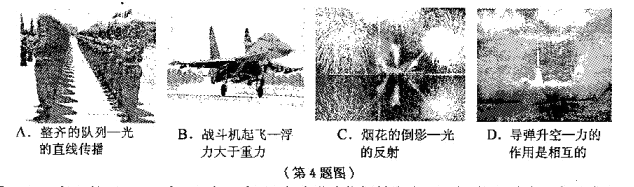 A．整齐的队列—光
的直线传播
B．战斗机起飞—浮
力大于重力
C．烟花的倒影—光
的反射
D．导弹升空—力的
作用是相互的
（第4题图）